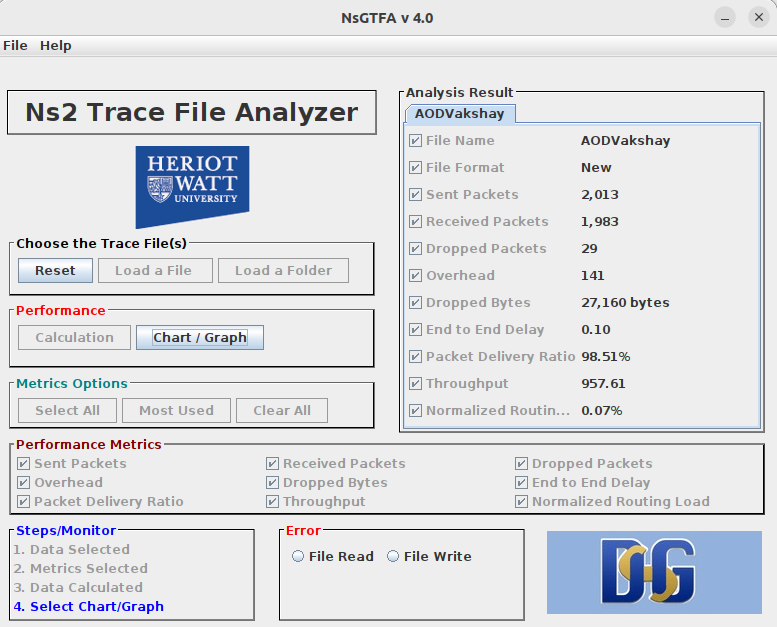 NsGTFA v 4.0
File Help
Ns2 Trace File Analyzer
HERIOT
WATT
UNIVERSITY
Choose the Trace File(s)
Reset Load a File Load a Folder
Performance
Calculation Chart / Graph
Metrics Options
Select All Most Used Clear All
Analysis Result
AODVakshay
File Name AODVakshay
File Format New
Sent Packets 2,013
Received Packets 1,983
Dropped Packets 29
Overhead 141
Dropped Bytes 27,160 bytes
End to End Delay 0.10
Packet Delivery Ratio 98.51%
Throughput 957.61
Normalized Routin... 0.07%
Performance Metrics
Sent Packets Received Packets Dropped Packets
Overhead Dropped Bytes End to End Delay
Packet Delivery Ratio Throughput Normalized Routing Load
Steps/Monitor
1. Data Selected
2. Metrics Selected
3. Data Calculated
4. Select Chart/Graph
Error
File Read File Write
DSG